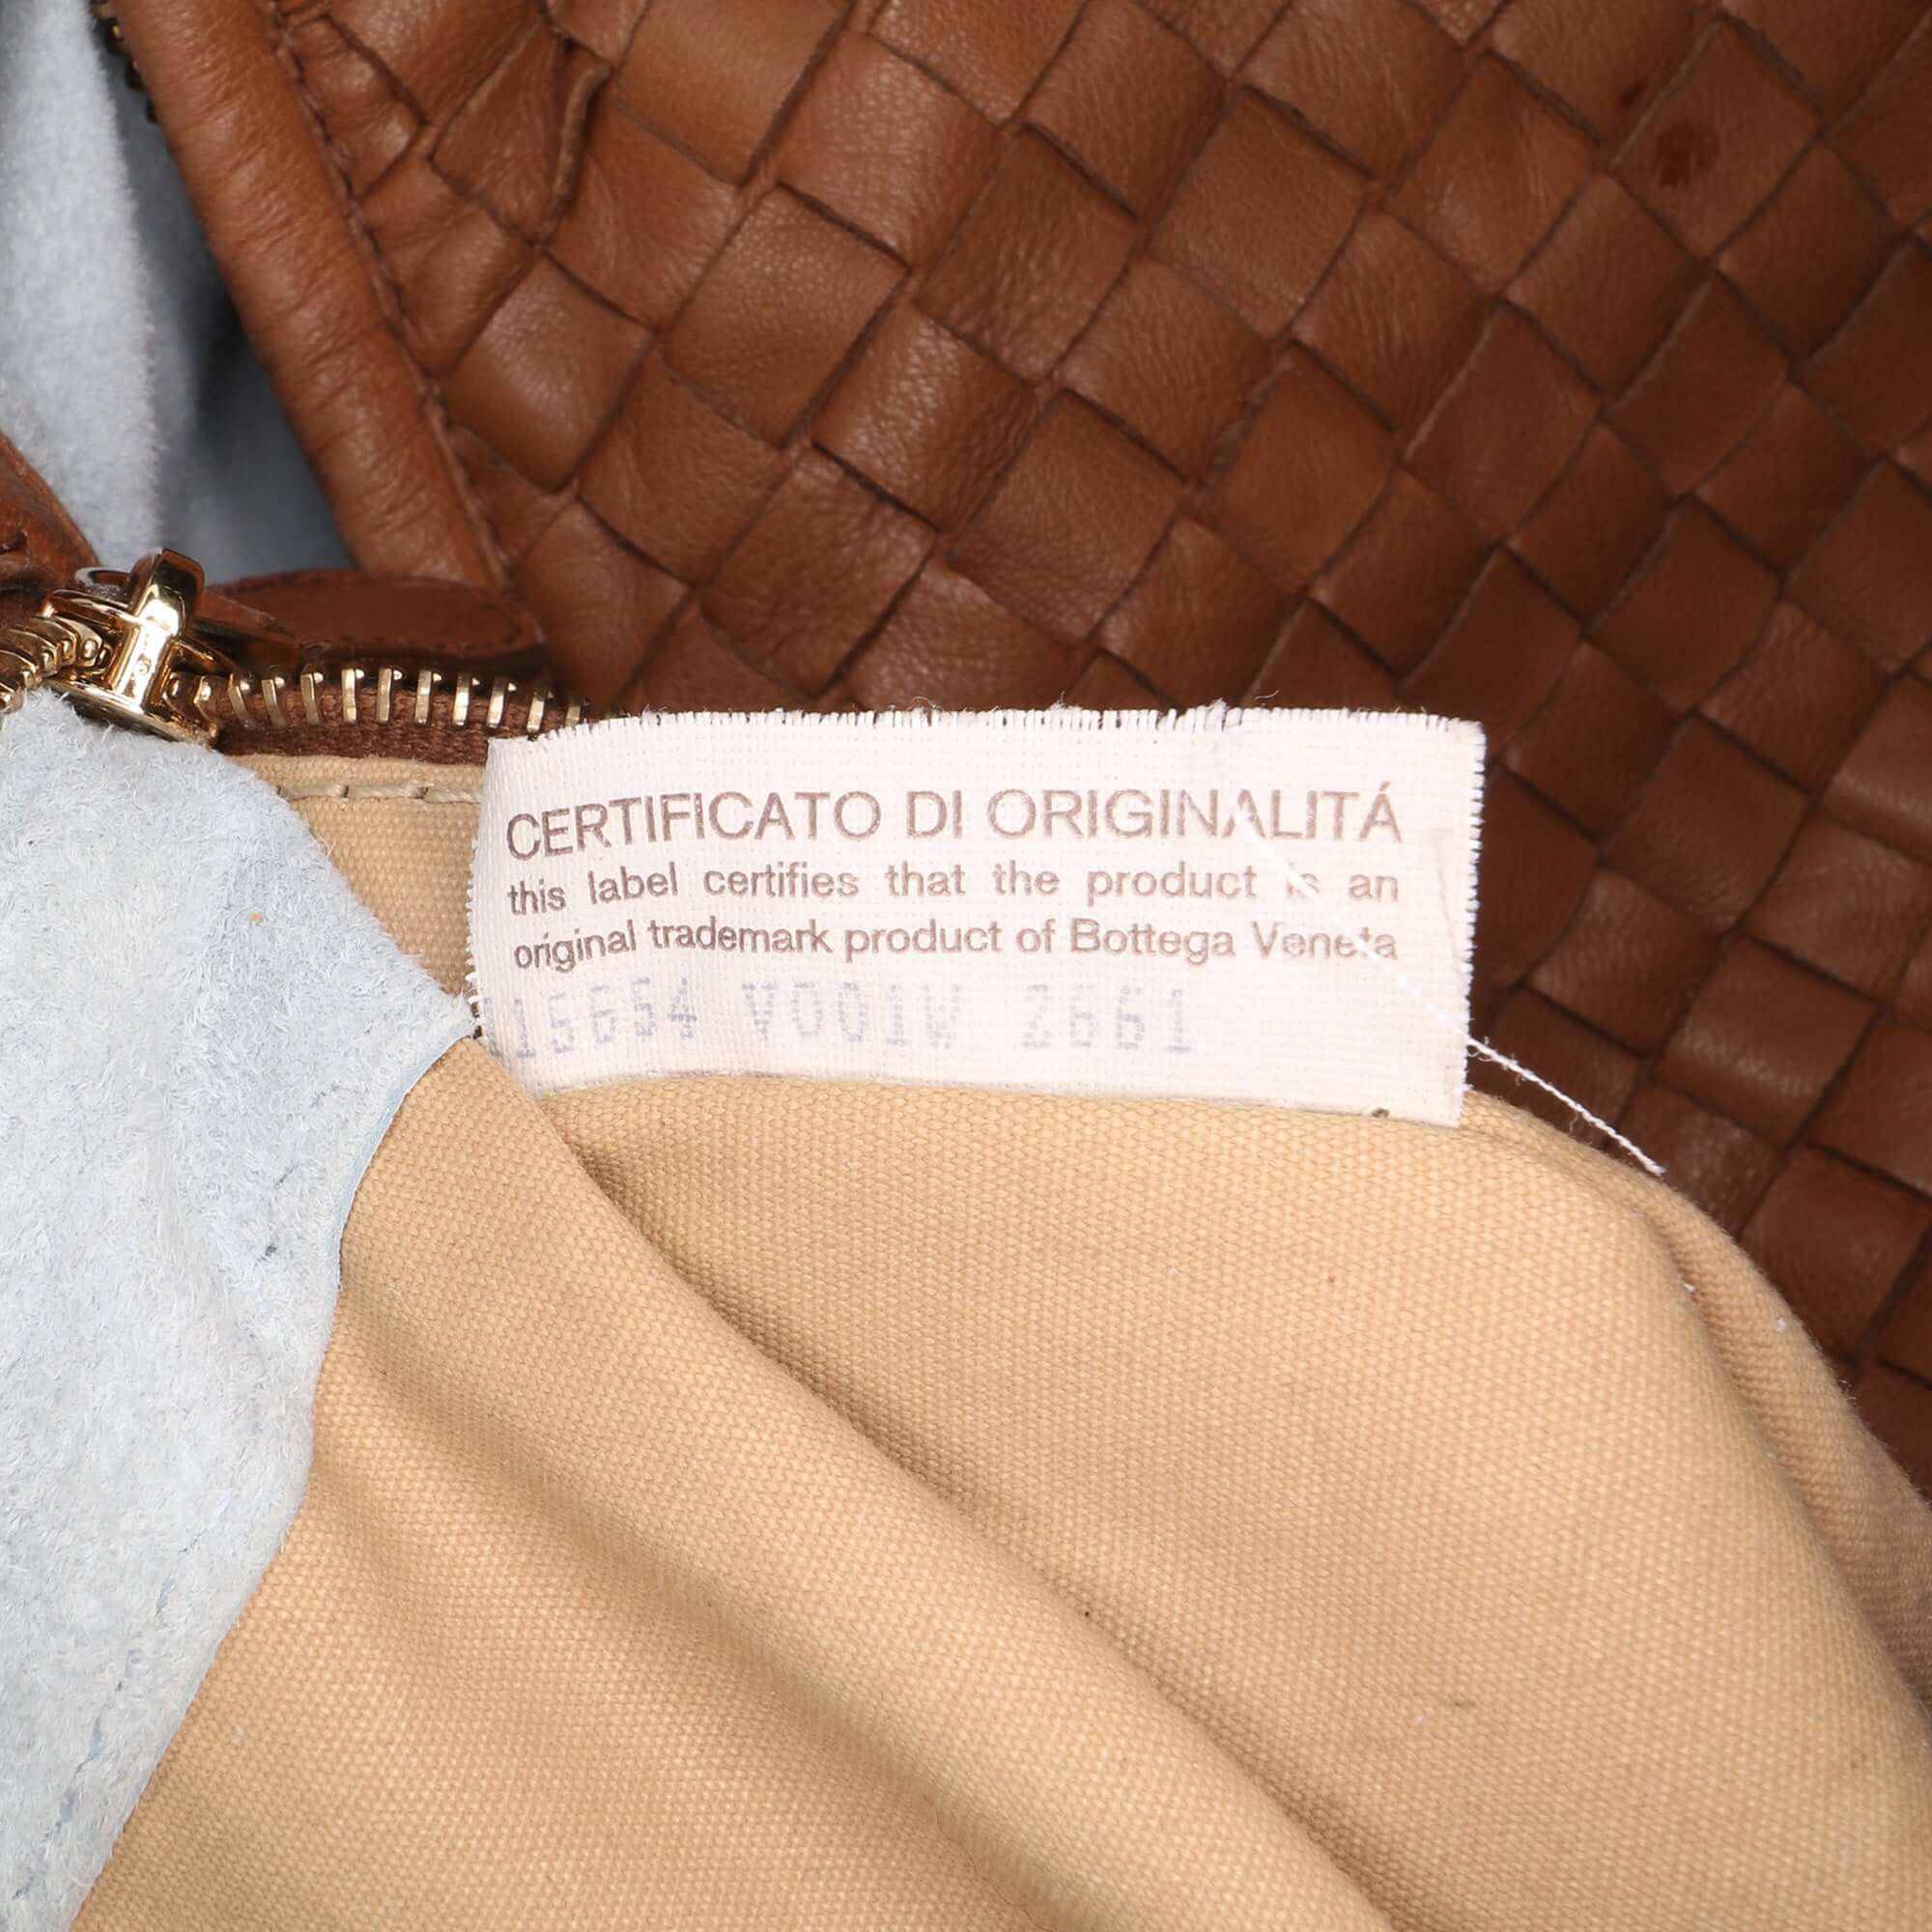 CERTIFICATO DI ORIGINALITÁ
this label certifies that the product is an
original trademark product of Bottega Veneta
V001W 2661